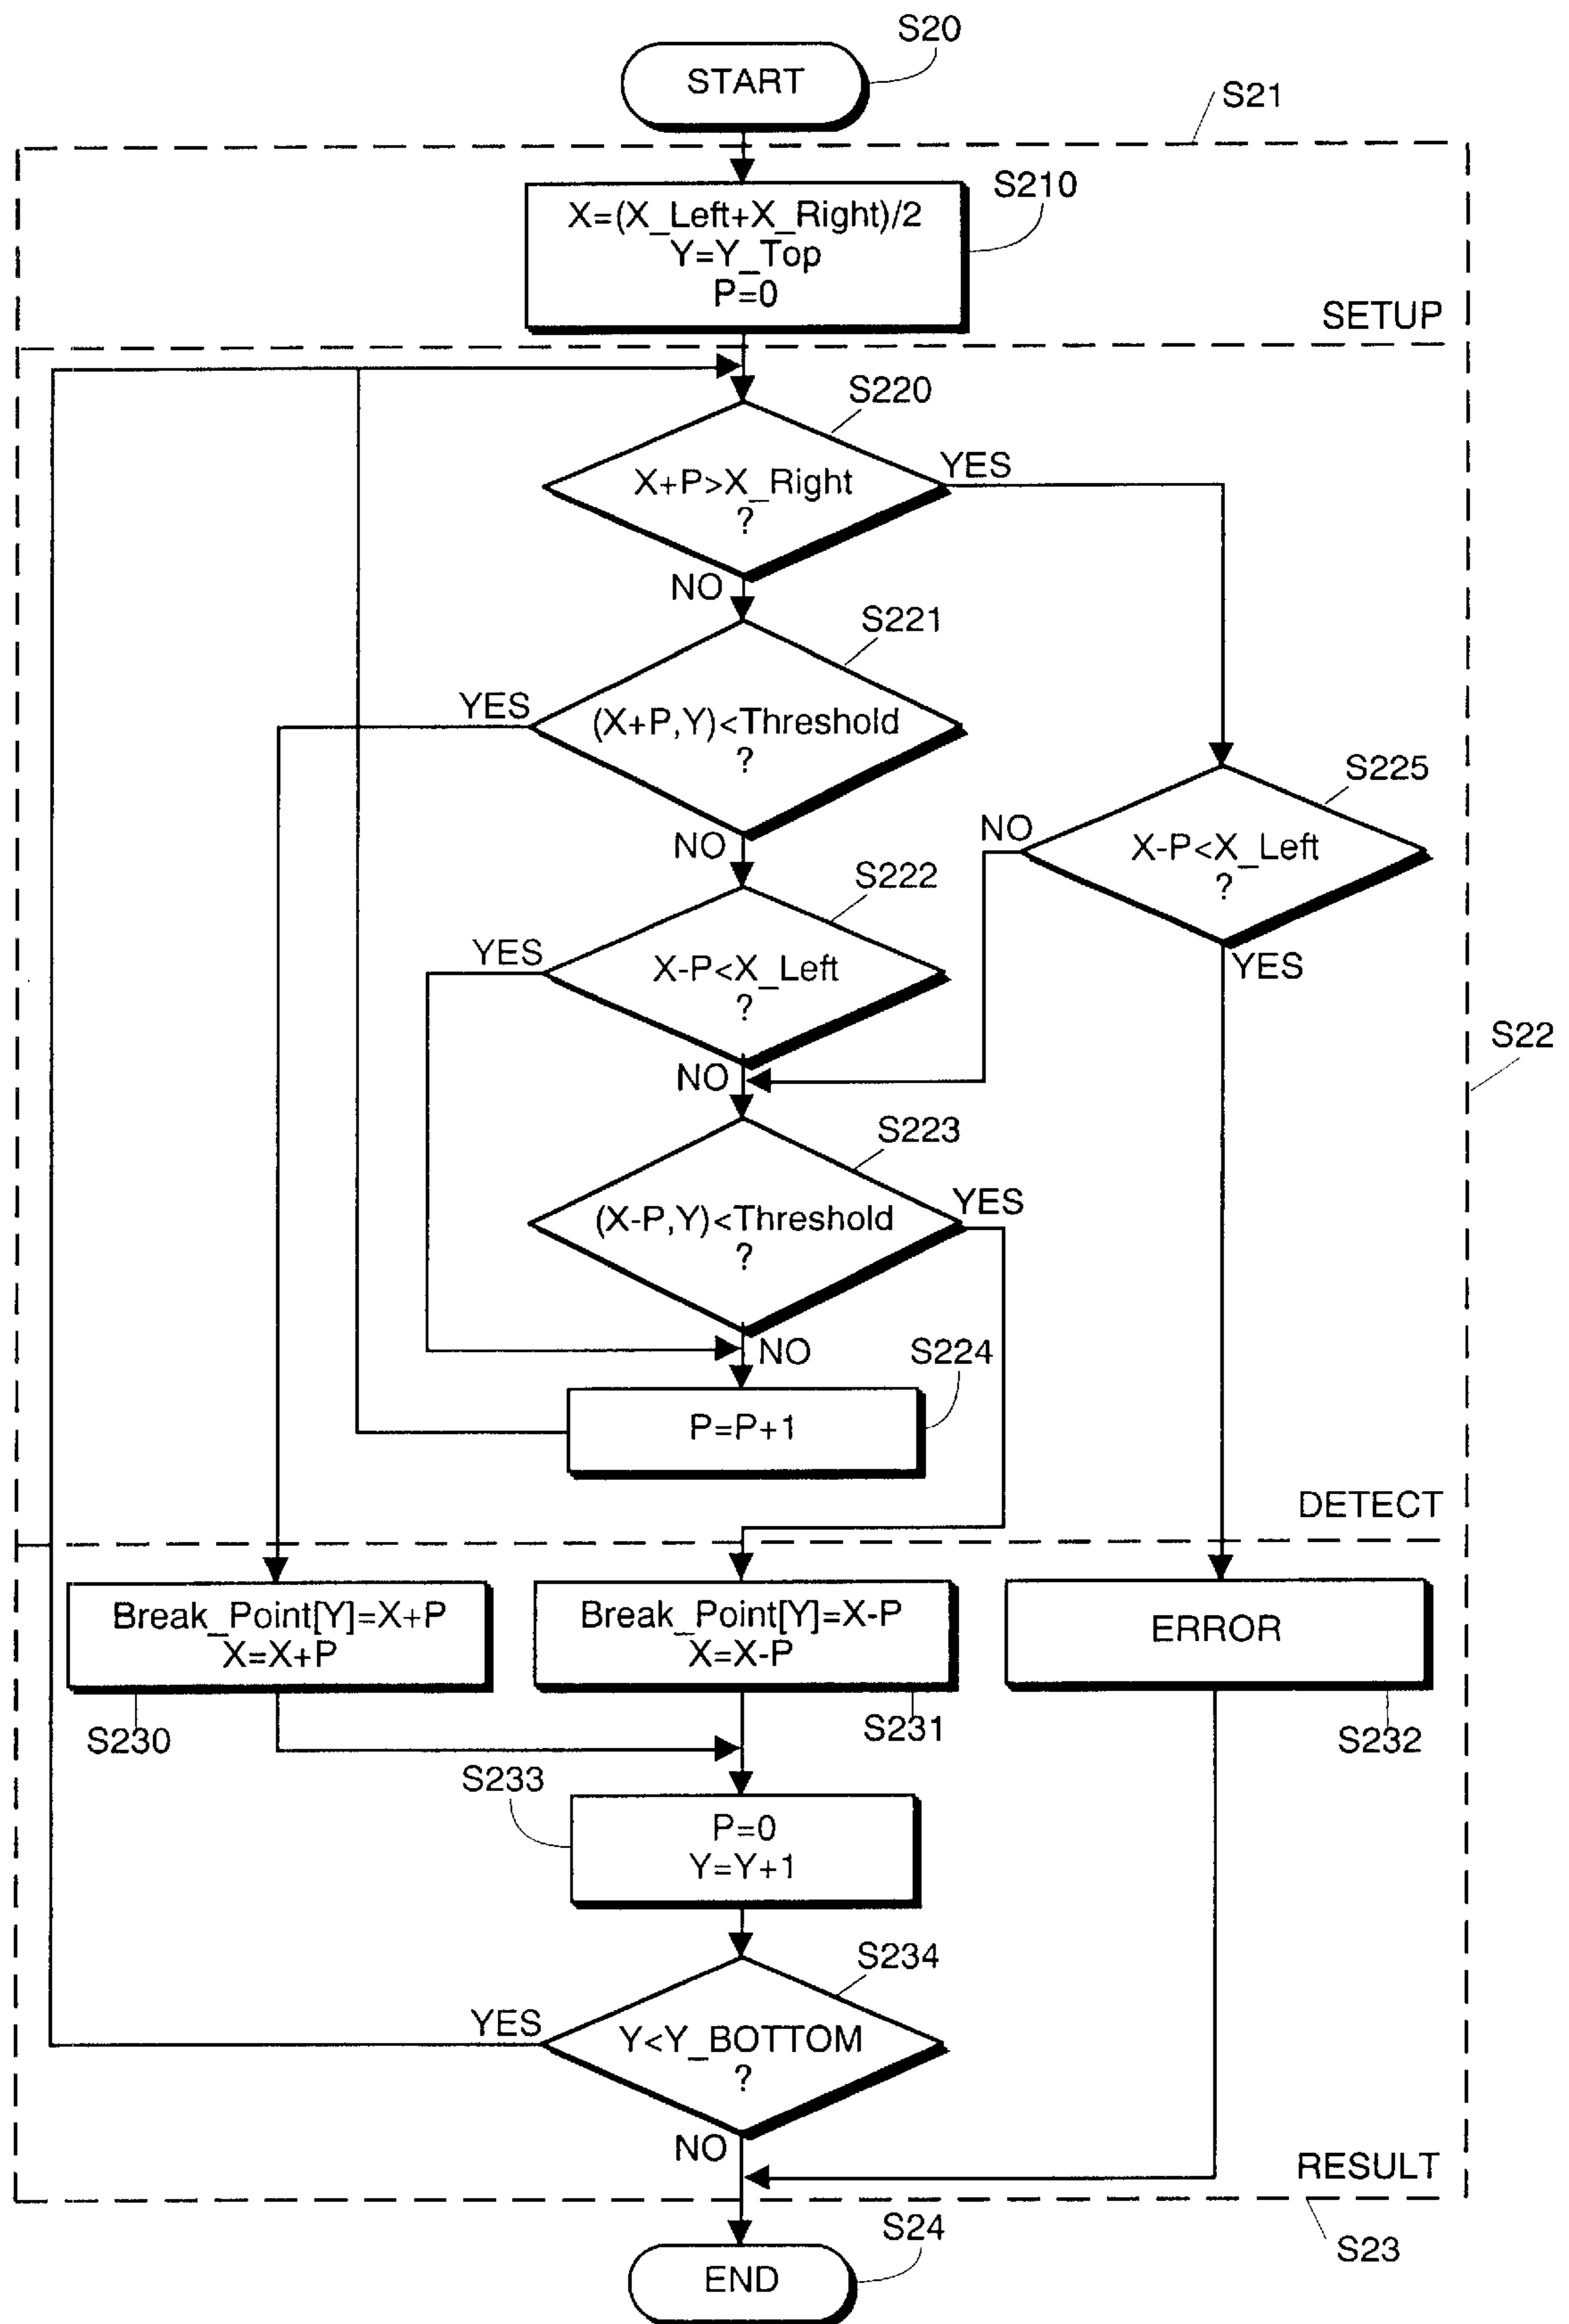 S20
START
S21
S210
X=(X_Left+X_Right)/2
Y=Y_Top
P=0
SETUP
S220
X+P>X_Right
?
YES
NO
S221
YES
(X+P,Y)<Threshold
?
NO
S225
NO
X-P<X_Left
?
YES
S222
YES
X-P<X_Left
?
NO
S22
S223
YES
(X-P,Y)<Threshold
?
NO
S224
P=P+1
DETECT
Break_Point[Y]=X+P
X=X+P
Break_Point[Y]=X-P
X=X-P
ERROR
S230
S231
S232
S233
P=0
Y=Y+1
S234
YES
Y<Y_BOTTOM
?
NO
RESULT
S24
S23
END